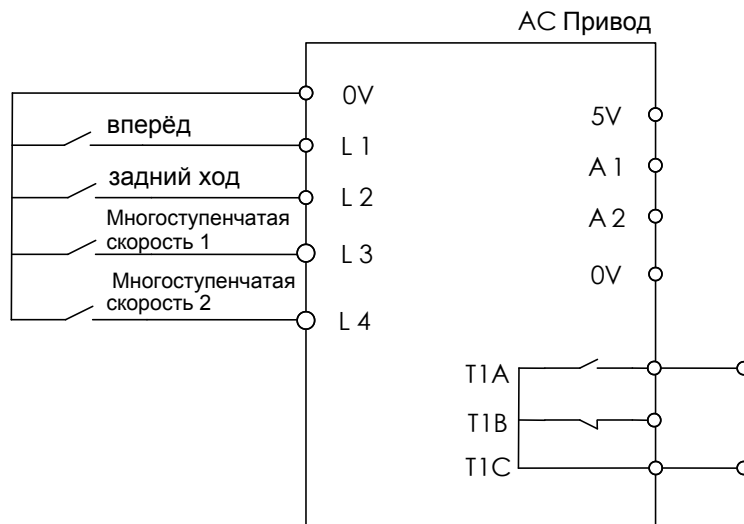 АС Привод
0V
вперёд
L 1
задний ход
L 2
Многоступенчатая
скорость 1
L 3
Многоступенчатая
скорость 2
L 4
5V
A 1
A 2
0V
T1A
T1B
T1C